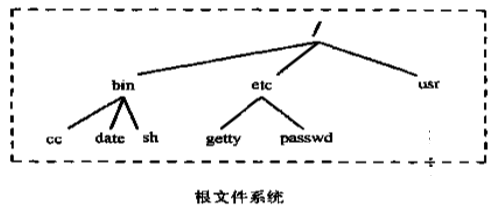 /
bin etc usr
cc date sh getty passwd
根文件系统